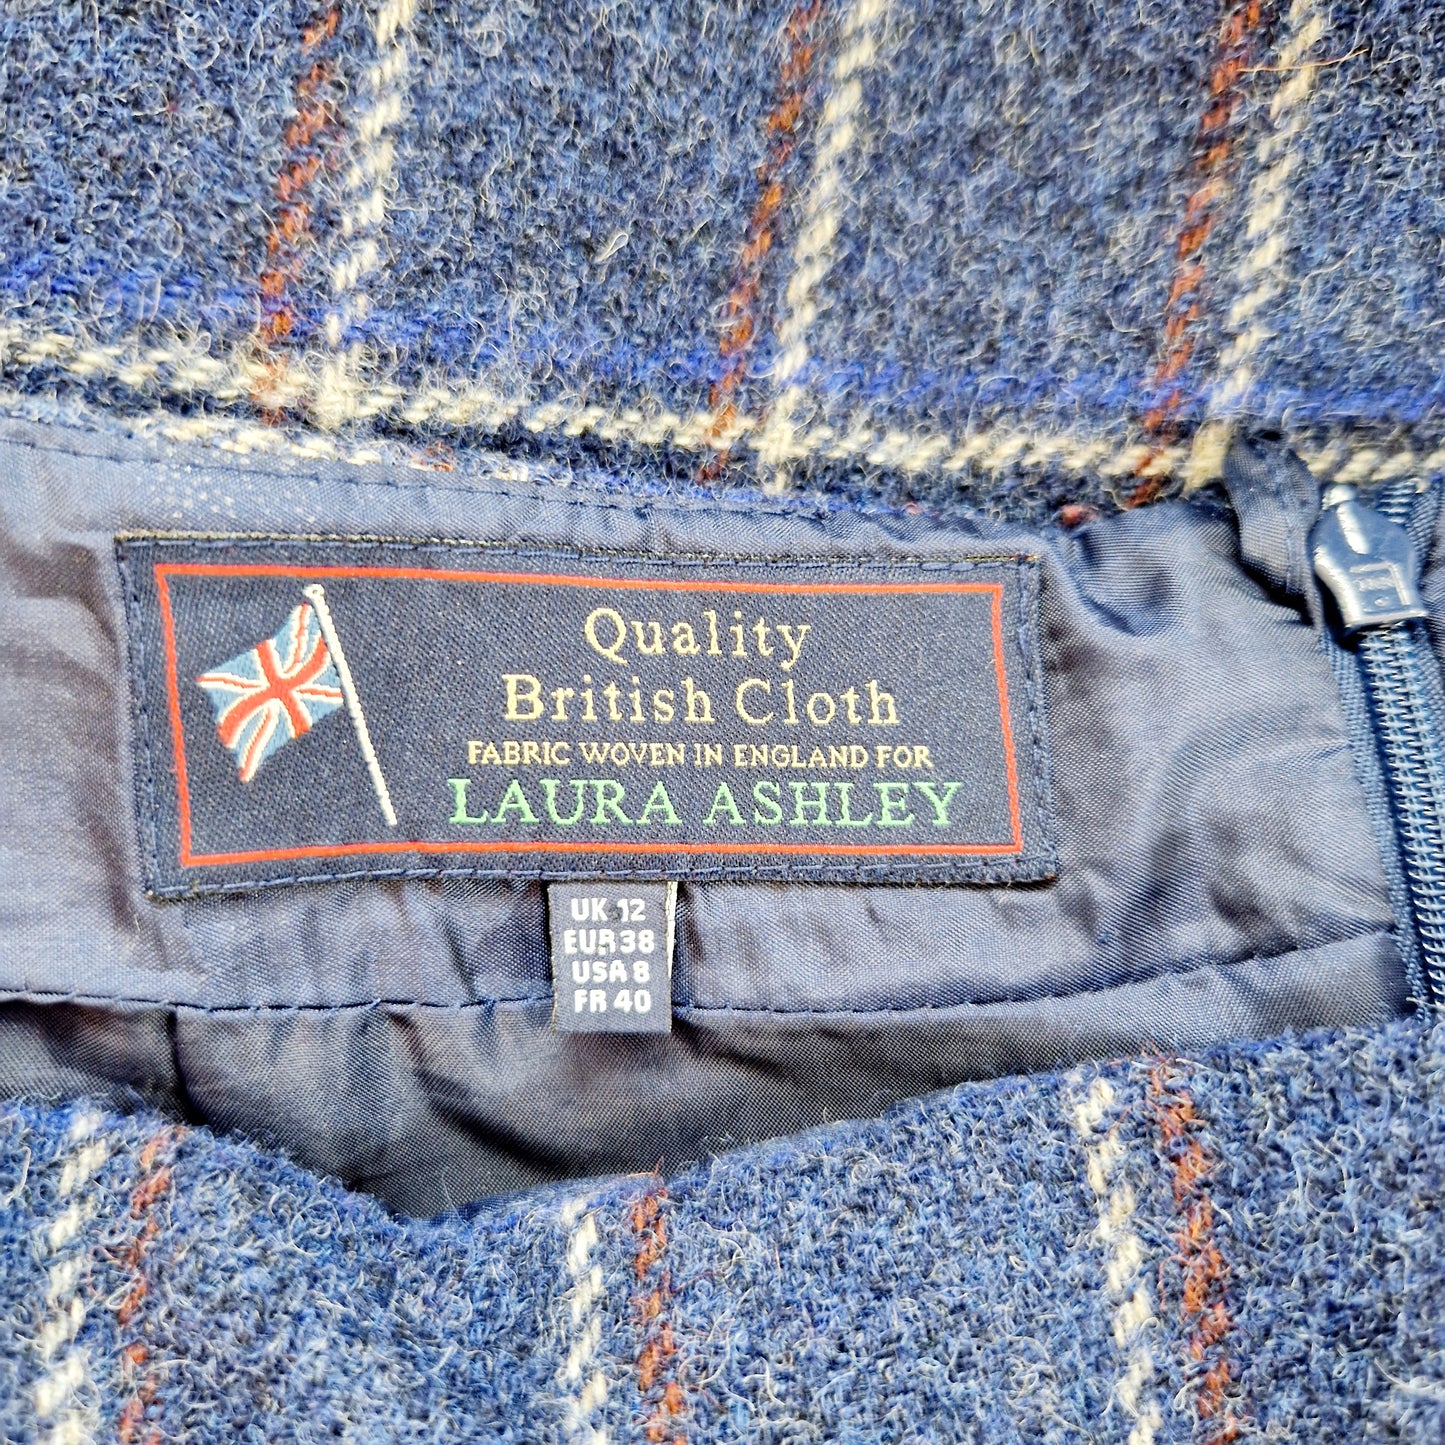 Quality
British Cloth
FABRIC WOVEN IN ENGLAND FOR
LAURA ASHLEY
UK 12
EUR 38
USA 8
FR 40